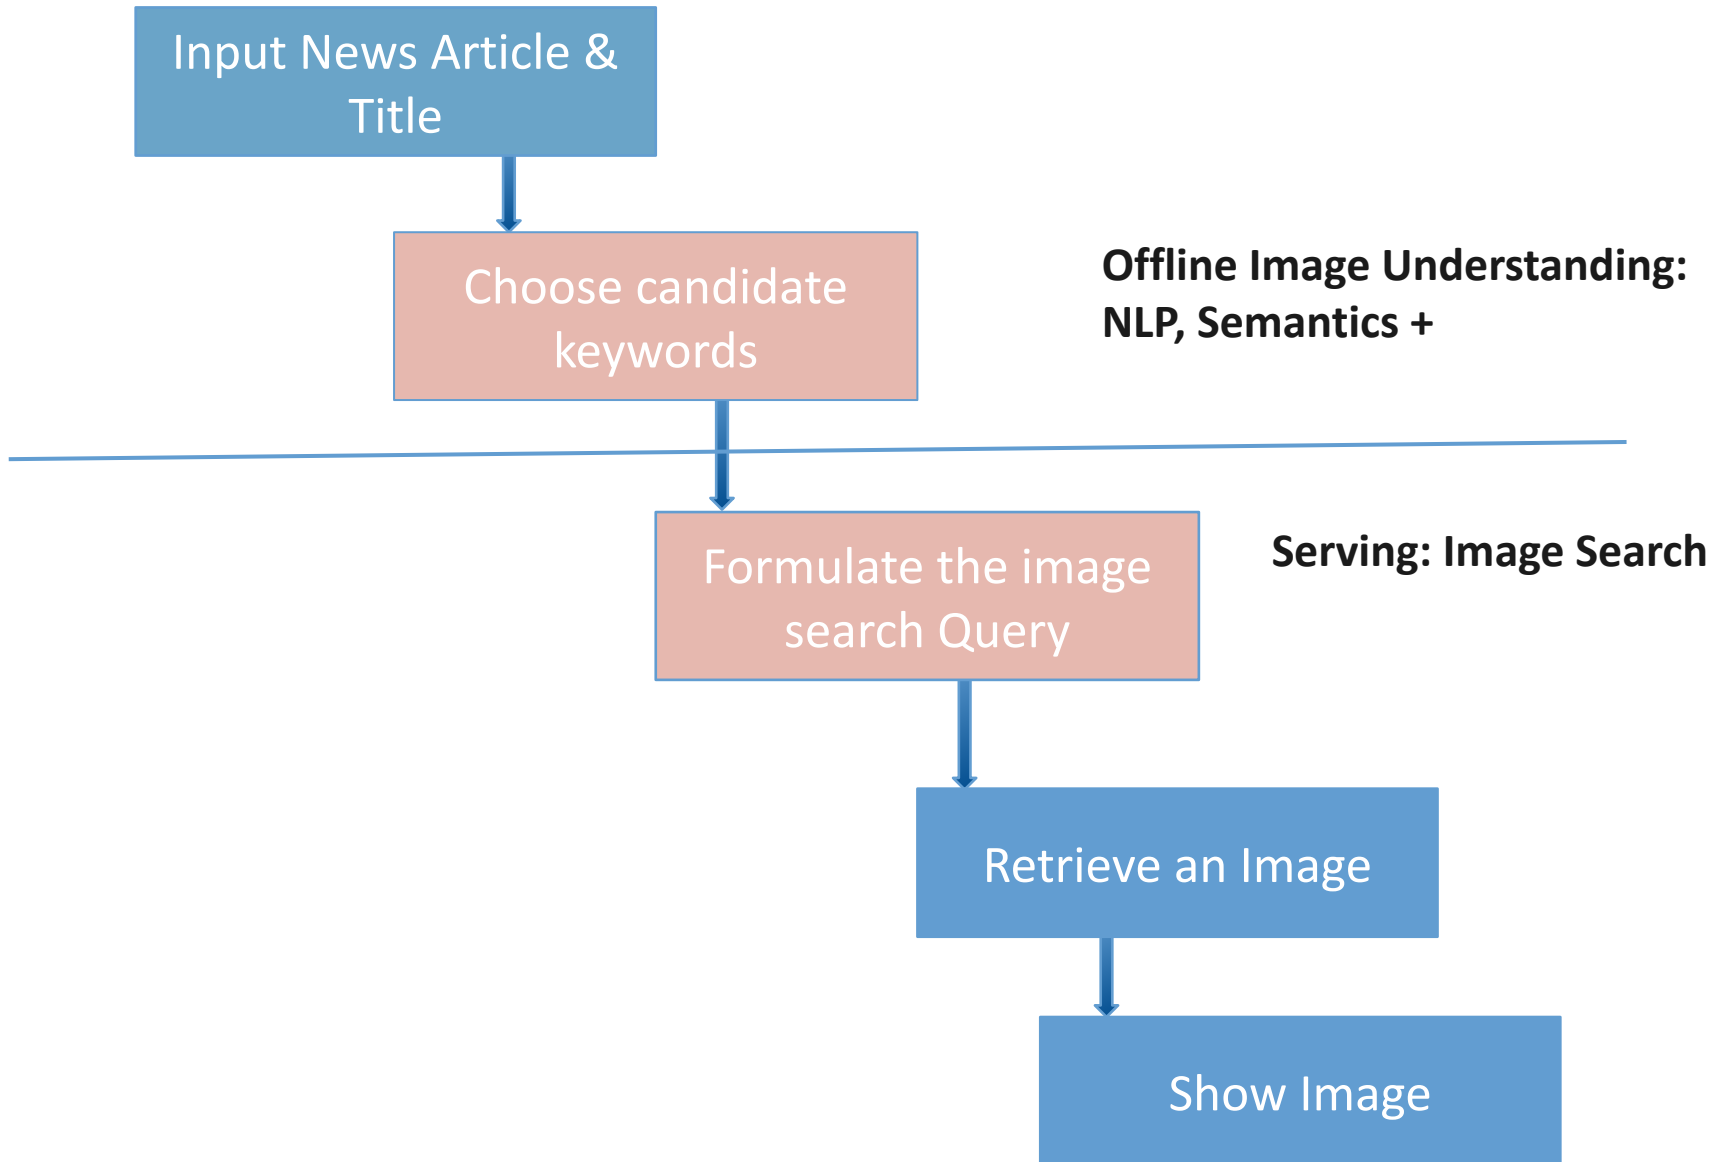 Input News Article &
Title
Choose candidate
keywords
Offline Image Understanding:
NLP, Semantics +
Formulate the image
search Query
Serving: Image Search
Retrieve an Image
Show Image